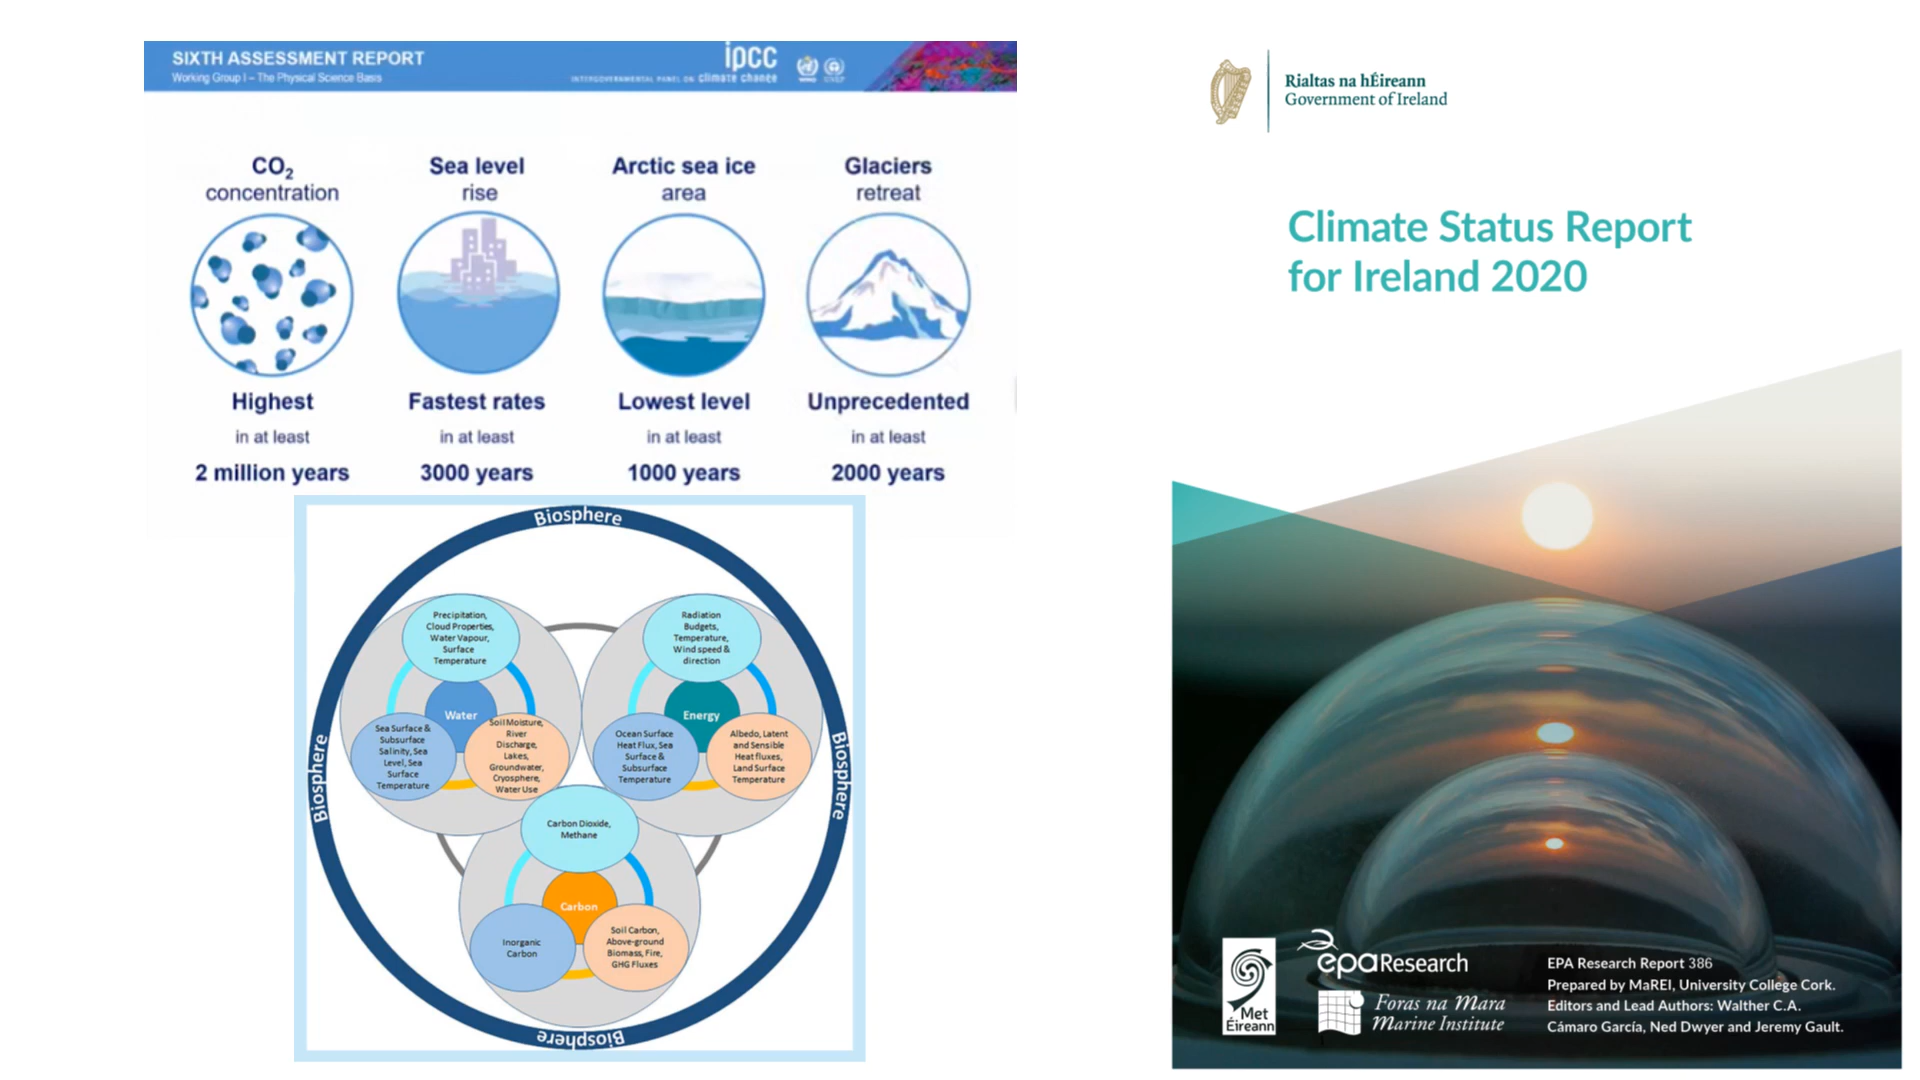 SIXTH ASSESSMENT REPORT
Working Group I – The Physical Science Basis
ipcc
INTERGOVERNMENTAL PANEL ON climate change
WMO
CO₂
concentration
Highest
in at least
2 million years
Sea level
rise
Fastest rates
in at least
3000 years
Arctic sea ice
area
Lowest level
in at least
1000 years
Glaciers
retreat
Unprecedented
in at least
2000 years
Biosphere
Biosphere
Biosphere
Biosphere
Precipitation,
Cloud Properties,
Water Vapour,
Surface
Temperature
Water
Sea Surface &
Subsurface
Salinity, Sea
Level, Sea
Surface
Temperature
Soil Moisture,
River
Discharge,
Lakes,
Groundwater,
Cryosphere,
Water Use
Radiation
Budgets,
Temperature,
Wind speed &
direction
Energy
Ocean Surface
Heat Flux, Sea
Surface &
Subsurface
Temperature
Albedo, Latent
and Sensible
Heat fluxes,
Land Surface
Temperature
Carbon Dioxide,
Methane
Carbon
Inorganic
Carbon
Soil Carbon,
Above-ground
Biomass, Fire,
GHG Fluxes
Rialtas na hÉireann
Government of Ireland
Climate Status Report
for Ireland 2020
Met
Éireann
epa Research
Foras na Mara
Marine Institute
EPA Research Report 386
Prepared by MaREI, University College Cork.
Editors and Lead Authors: Walther C.A.
Cámaro García, Ned Dwyer and Jeremy Gault.